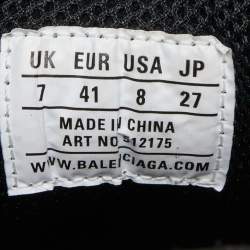 UK EUR USA JP
7 41 8 27
MADE IN CHINA
ART NO 512175
WWW.BALENCIAGA.COM